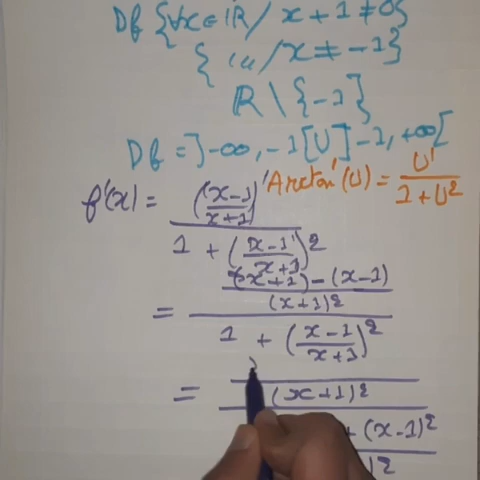 Df {∀x∈ℝ / x + 1 ≠ 0}
{ '''' / x ≠ -1}
ℝ \ {-1}
Df = ]-∞, -1[ U ]-1, +∞[
f'(x) = ((x-1)/(x+1))' / (1 + ((x-1)/(x+1))²) Arctan'(U) = U'/(1+U²)
= (((x+1)-(x-1))/(x+1)²) / (1 + ((x-1)/(x+1))²)
= /(x+1)²
+ (x-1)²
)²